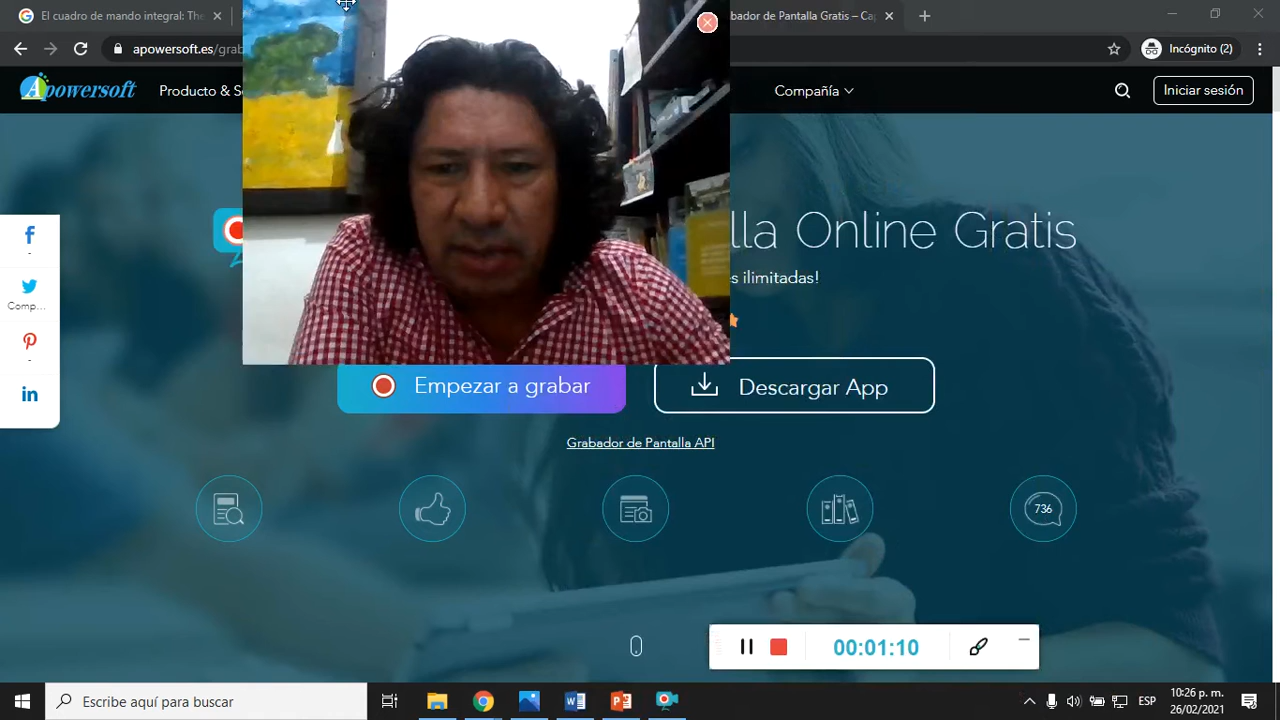 El cuadro de mando integral: The
bador de Pantalla Gratis – Ca
apowersoft.es/grab
Incógnito (2)
Apowersoft
Producto & S
Compañía
Iniciar sesión
lla Online Gratis
es ilimitadas!
Comp...
Empezar a grabar
Descargar App
Grabador de Pantalla API
736
00:01:10
Escribe aquí para buscar
ESP
10:26 p. m.
26/02/2021